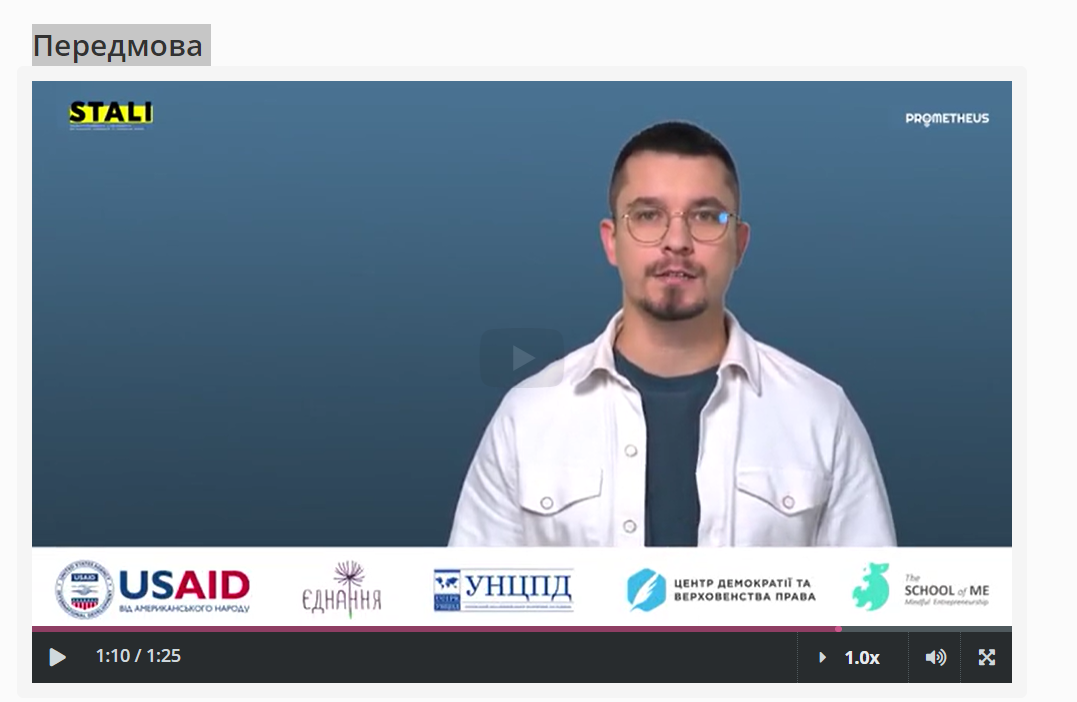 Передмова
STALI
PROMETHEUS
USAID
USAID
ВІД АМЕРИКАНСЬКОГО НАРОДУ
ЄДНАННЯ
УНЦПД
ЦЕНТР ДЕМОКРАТІЇ ТА
ВЕРХОВЕНСТВА ПРАВА
The
SCHOOL of ME
Mindful Entrepreneurship
1:10 / 1:25
1.0x